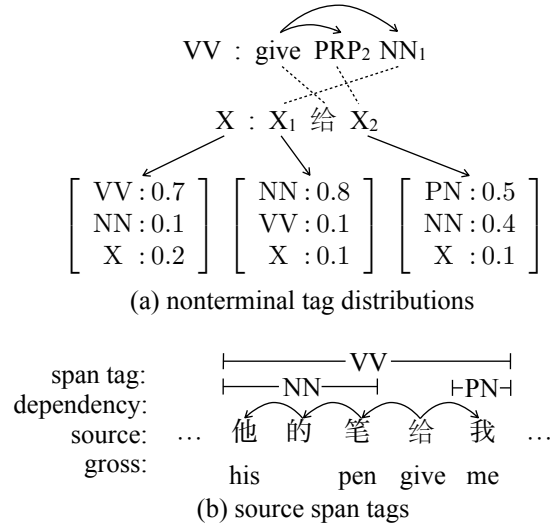 VV : give PRP₂ NN₁
X : X₁ 给 X₂
VV : 0.7 NN : 0.8 PN : 0.5
NN : 0.1 VV : 0.1 NN : 0.4
X : 0.2 X : 0.1 X : 0.1
(a) nonterminal tag distributions
VV
span tag: NN PN
dependency:
source: … 他 的 笔 给 我 …
gross: his pen give me
(b) source span tags